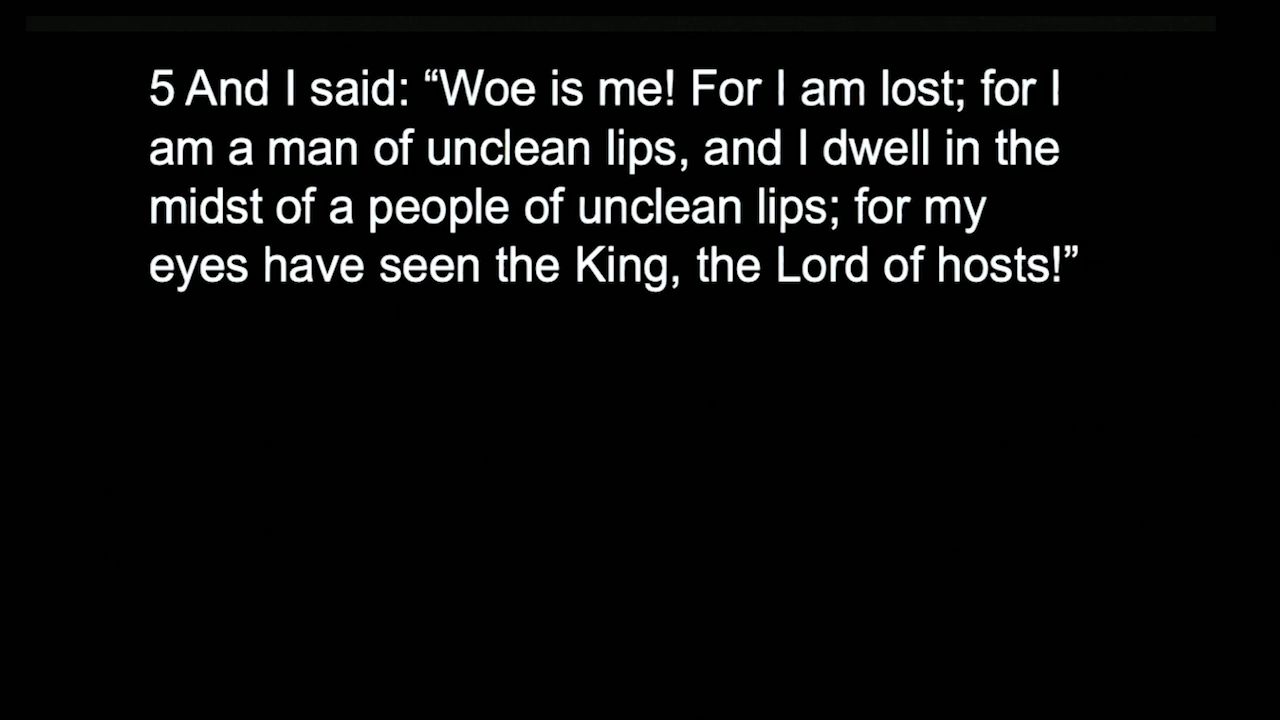 5 And I said: “Woe is me! For I am lost; for I
am a man of unclean lips, and I dwell in the
midst of a people of unclean lips; for my
eyes have seen the King, the Lord of hosts!”